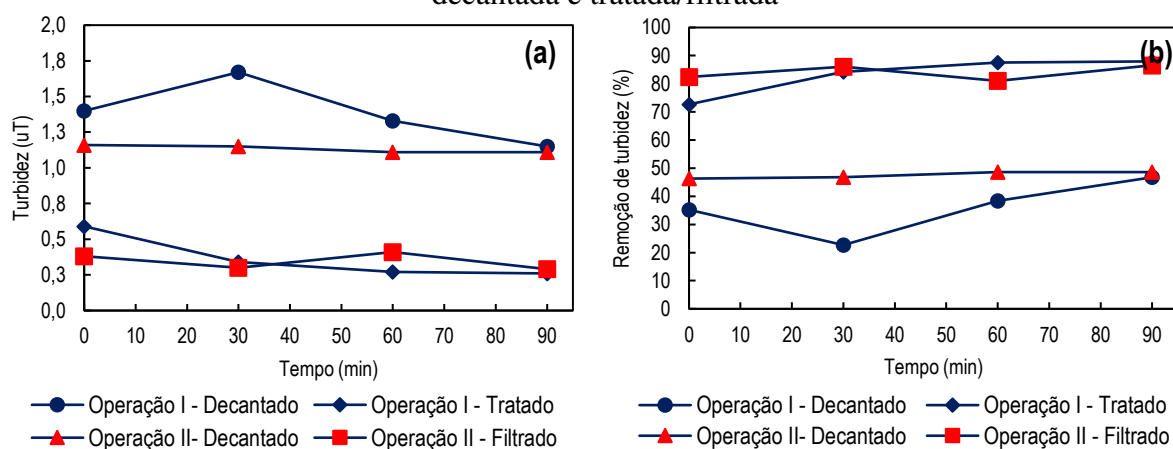 decantada e tratada/filtrada
(a)
Turbidez (uT)
2,0
1,8
1,5
1,3
1,0
0,8
0,5
0,3
0,0
0 10 20 30 40 50 60 70 80 90
Tempo (min)
Operação I - Decantado Operação I - Tratado
Operação II- Decantado Operação II - Filtrado
(b)
Remoção de turbidez (%)
100
90
80
70
60
50
40
30
20
10
0
0 10 20 30 40 50 60 70 80 90
Tempo (min)
Operação I - Decantado Operação I - Tratado
Operação II- Decantado Operação II - Filtrado